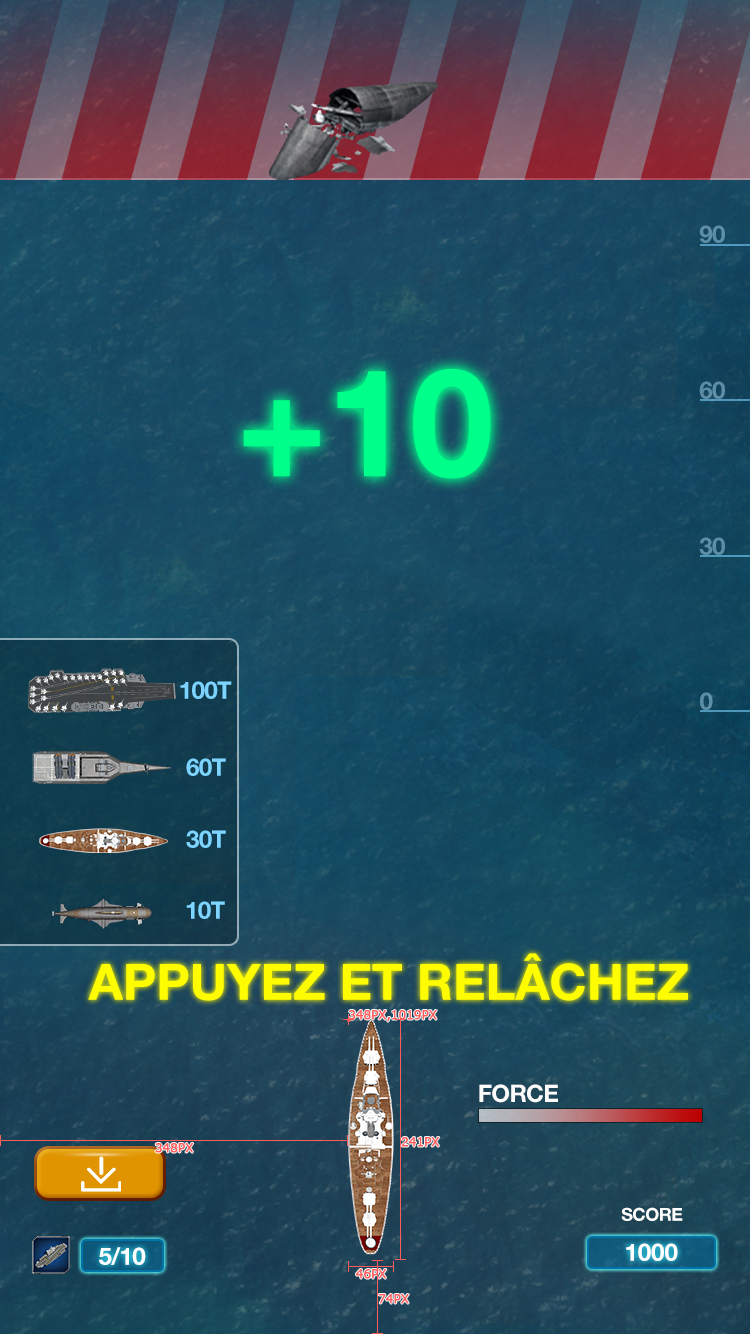 90
60
+10
30
100T
0
60T
30T
10T
APPUYEZ ET RELÂCHEZ
348PX,1019PX
FORCE
348PX
241PX
SCORE
5/10
1000
46PX
74PX